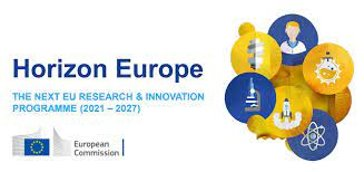 Horizon Europe
THE NEXT EU RESEARCH & INNOVATION
PROGRAMME (2021 – 2027)
European
Commission